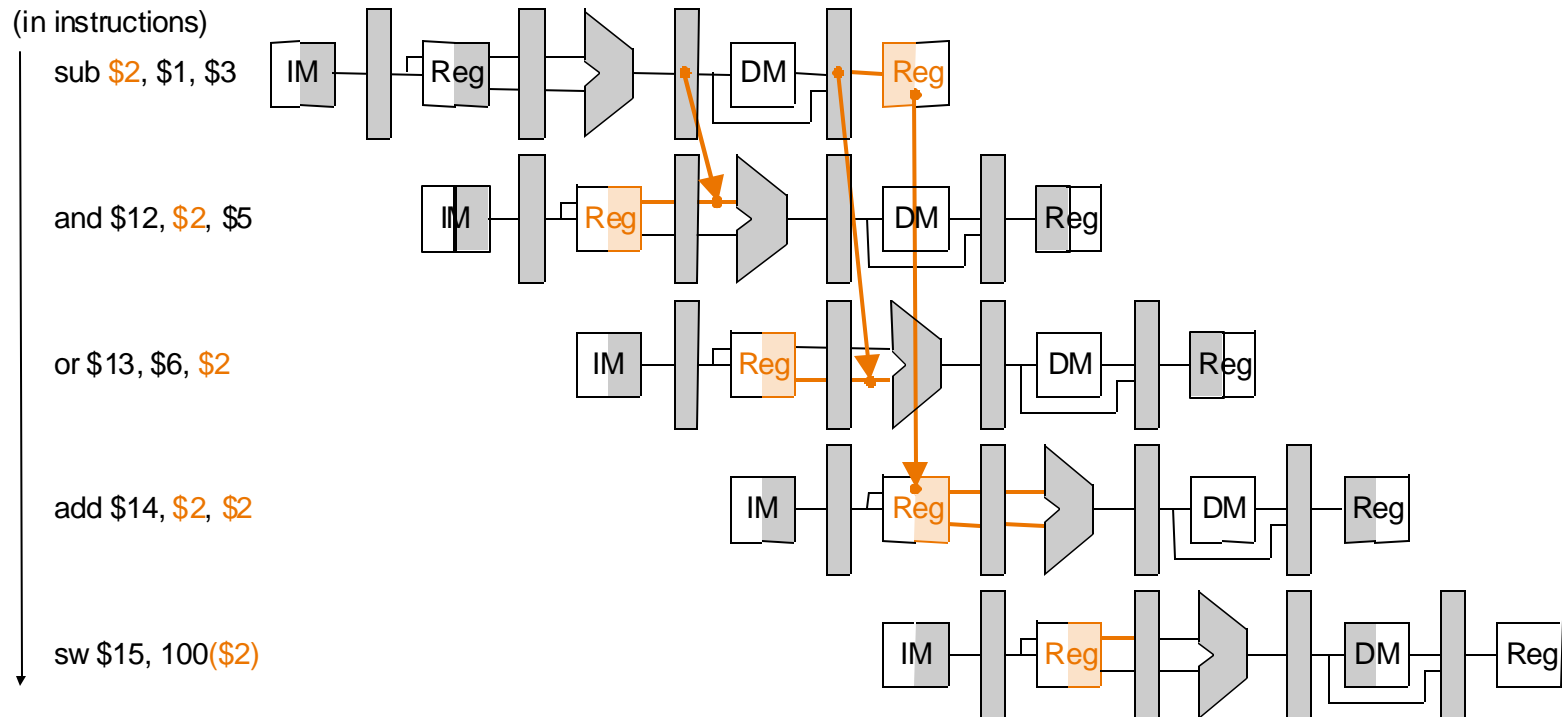 (in instructions)
sub $2, $1, $3
IM Reg DM Reg
and $12, $2, $5
IM Reg DM Reg
or $13, $6, $2
IM Reg DM Reg
add $14, $2, $2
IM Reg DM Reg
sw $15, 100($2)
IM Reg DM Reg